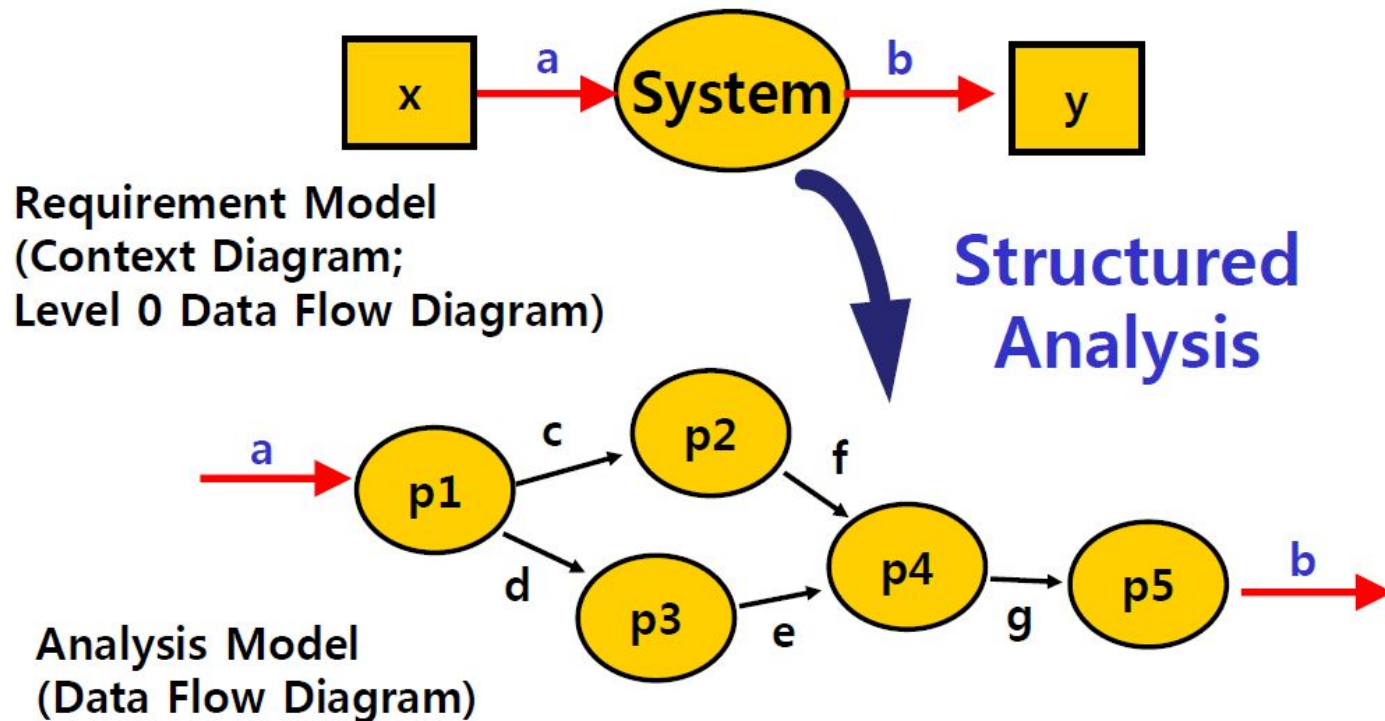 x
a
System
b
y
Requirement Model
(Context Diagram;
Level 0 Data Flow Diagram)
Structured
Analysis
a
p1
c
p2
f
d
p3
e
p4
g
p5
b
Analysis Model
(Data Flow Diagram)